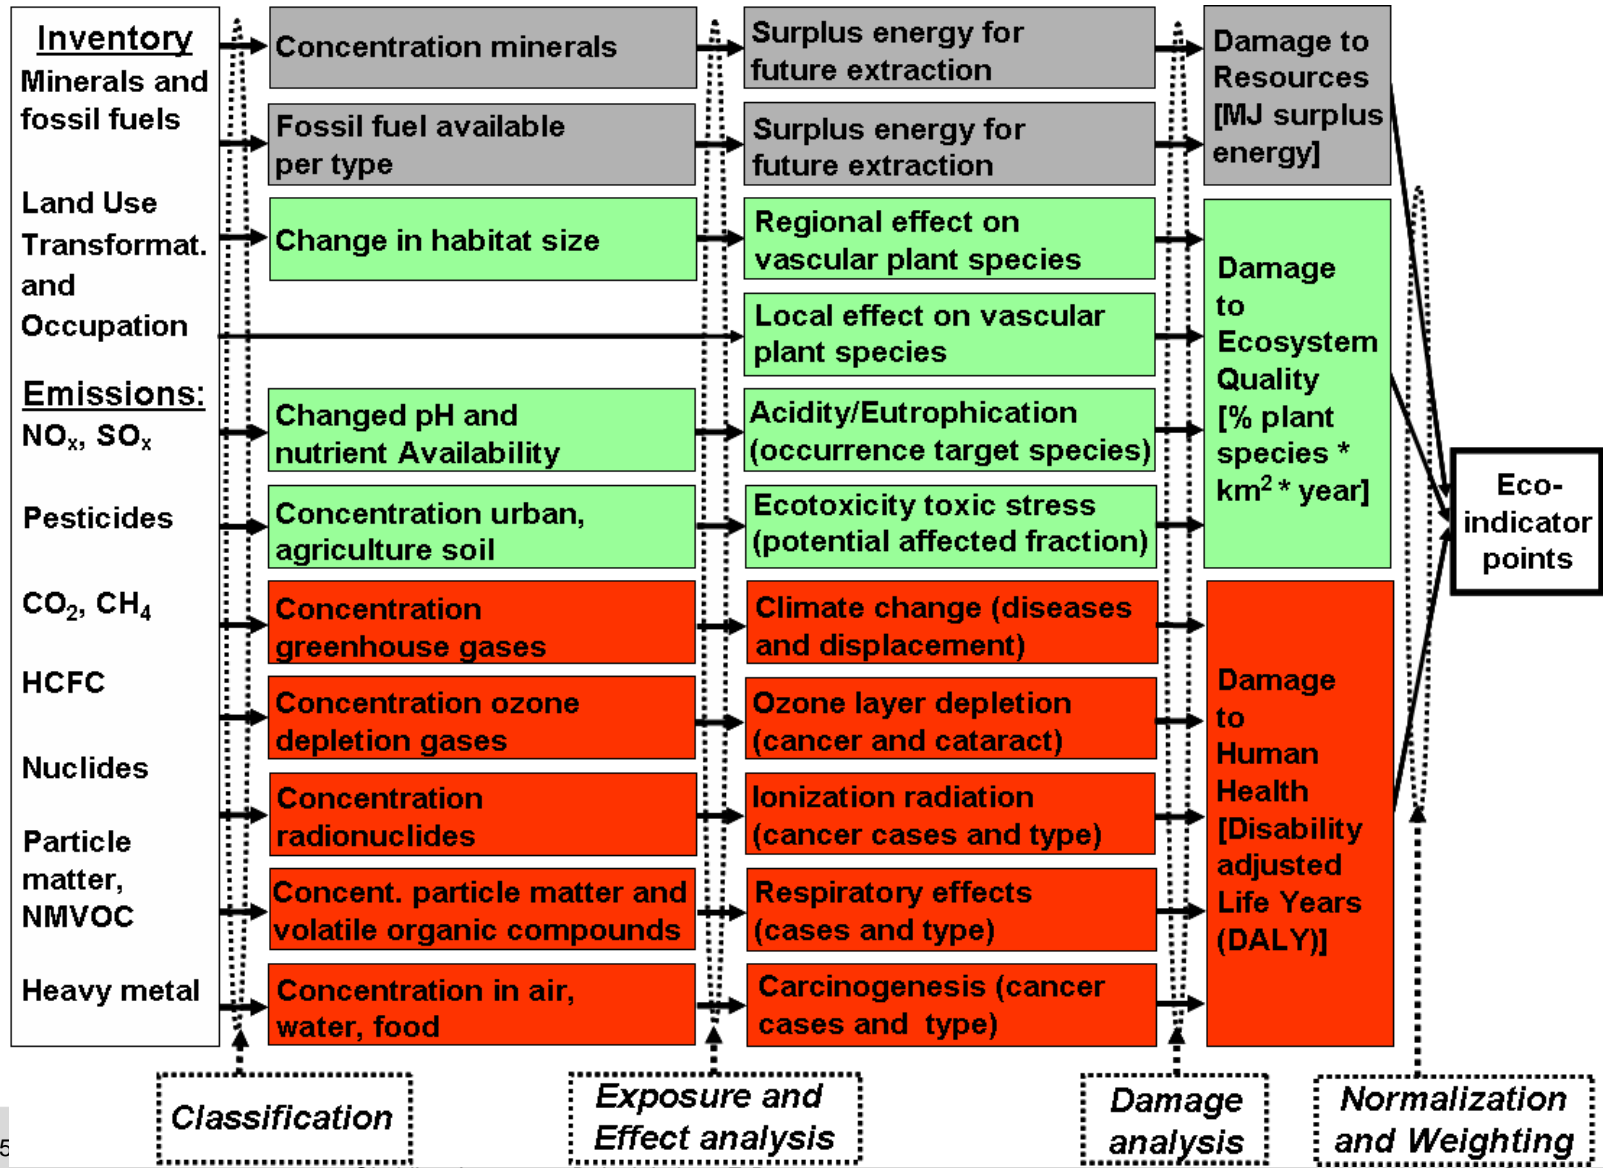 Inventory
Minerals and
fossil fuels
Land Use
Transformat.
and
Occupation
Emissions:
NOₓ, SOₓ
Pesticides
CO₂, CH₄
HCFC
Nuclides
Particle
matter,
NMVOC
Heavy metal
Concentration minerals
Fossil fuel available
per type
Change in habitat size
Changed pH and
nutrient Availability
Concentration urban,
agriculture soil
Concentration
greenhouse gases
Concentration ozone
depletion gases
Concentration
radionuclides
Concent. particle matter and
volatile organic compounds
Concentration in air,
water, food
Surplus energy for
future extraction
Surplus energy for
future extraction
Regional effect on
vascular plant species
Local effect on vascular
plant species
Acidity/Eutrophication
(occurrence target species)
Ecotoxicity toxic stress
(potential affected fraction)
Climate change (diseases
and displacement)
Ozone layer depletion
(cancer and cataract)
Ionization radiation
(cancer cases and type)
Respiratory effects
(cases and type)
Carcinogenesis (cancer
cases and type)
Damage to
Resources
[MJ surplus
energy]
Damage
to
Ecosystem
Quality
[% plant
species *
km² * year]
Damage
to
Human
Health
[Disability
adjusted
Life Years
(DALY)]
Eco-
indicator
points
Classification
Exposure and
Effect analysis
Damage
analysis
Normalization
and Weighting
5